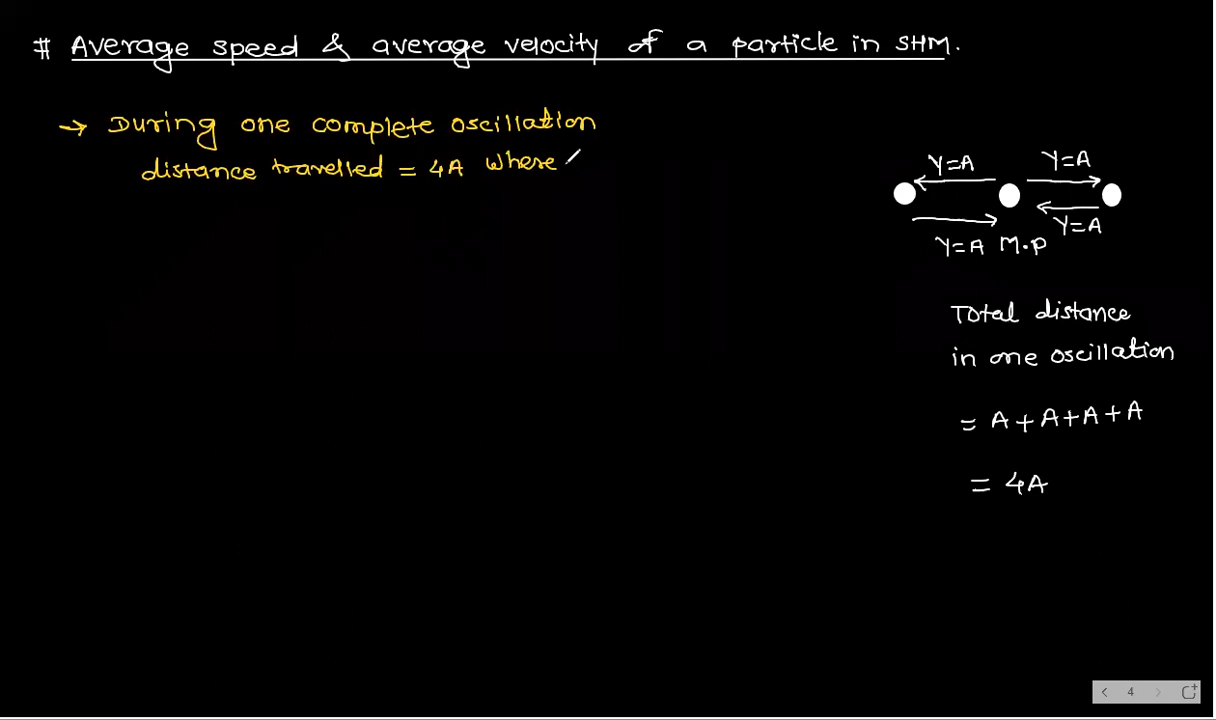 # Average speed & average velocity of a particle in SHM.
→ During one complete oscillation
distance travelled = 4A where
Y=A Y=A
Y=A
Y=A M.P
Total distance
in one oscillation
= A + A + A + A
= 4A
4